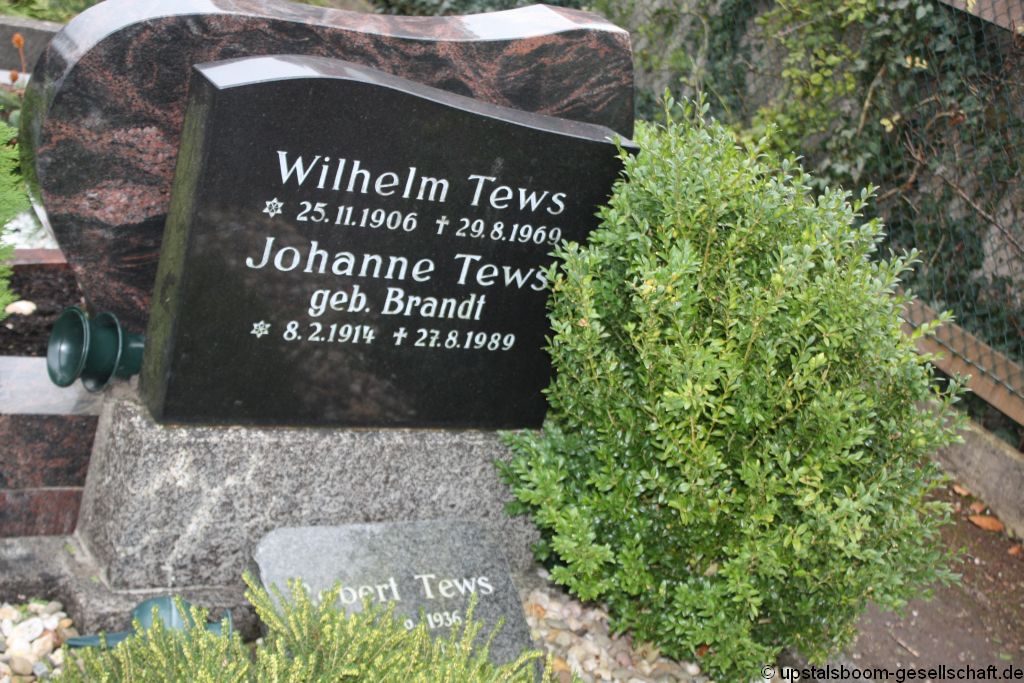 Wilhelm Tews
* 25.11.1906 † 29.8.1969
Johanne Tews
geb. Brandt
* 8.2.1914 † 27.8.1989
Robert Tews
1936
© upstalsboom-gesellschaft.de